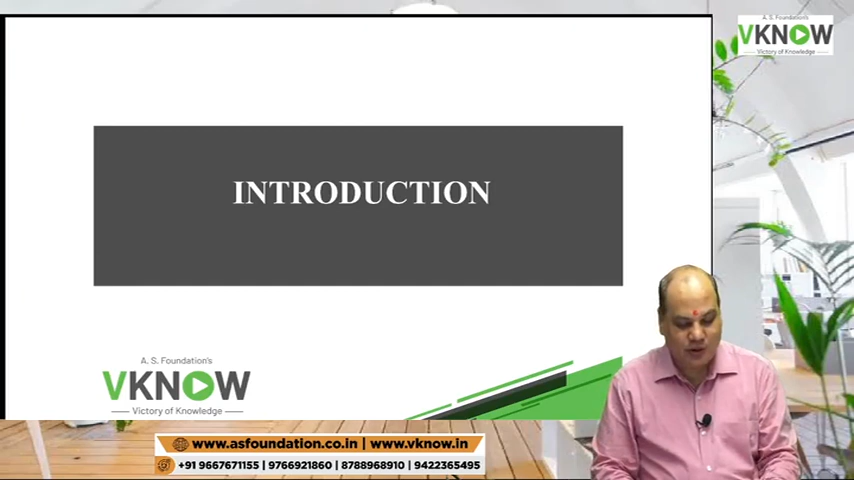 A. S. Foundation's
VKNOW
Victory of Knowledge
INTRODUCTION
A. S. Foundation's
VKNOW
Victory of Knowledge
www.asfoundation.co.in | www.vknow.in
+91 9667671155 | 9766921860 | 8788968910 | 9422365495